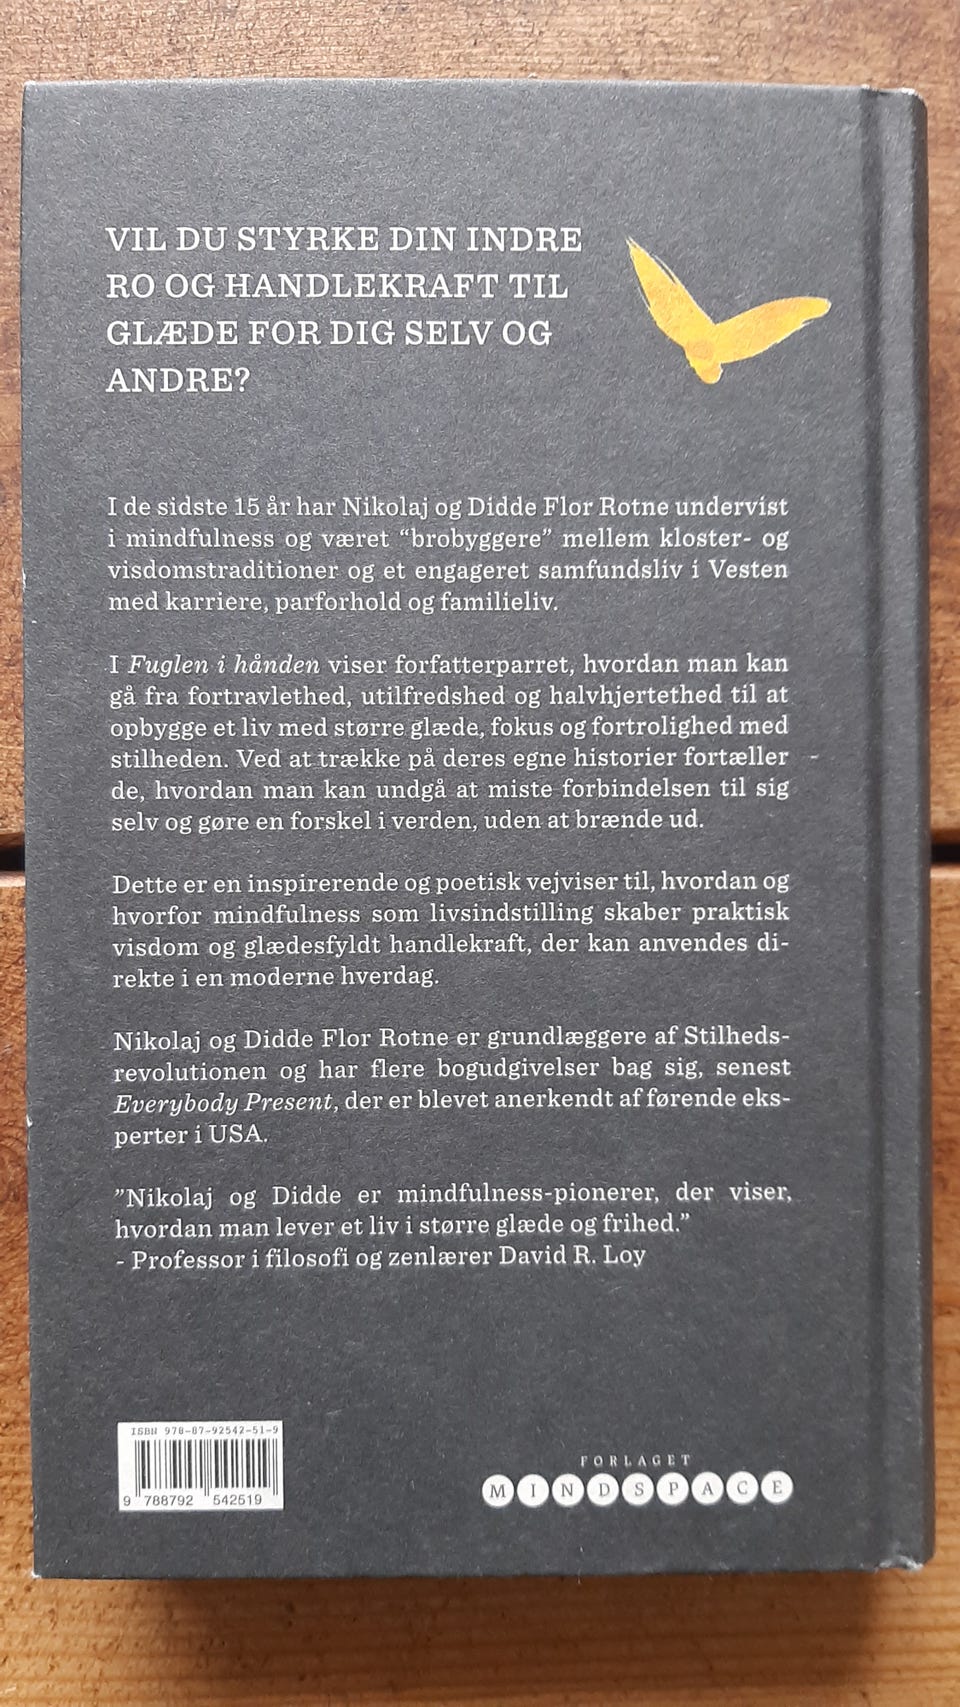 VIL DU STYRKE DIN INDRE
RO OG HANDLEKRAFT TIL
GLÆDE FOR DIG SELV OG
ANDRE?
I de sidste 15 år har Nikolaj og Didde Flor Rotne undervist
i mindfulness og været “brobyggere” mellem kloster- og
visdomstraditioner og et engageret samfundsliv i Vesten
med karriere, parforhold og familieliv.
I Fuglen i hånden viser forfatterparret, hvordan man kan
gå fra fortravlethed, utilfredshed og halvhjertethed til at
opbygge et liv med større glæde, fokus og fortrolighed med
stilheden. Ved at trække på deres egne historier fortæller -
de, hvordan man kan undgå at miste forbindelsen til sig
selv og gøre en forskel i verden, uden at brænde ud.
Dette er en inspirerende og poetisk vejviser til, hvordan og
hvorfor mindfulness som livsindstilling skaber praktisk
visdom og glædesfyldt handlekraft, der kan anvendes di-
rekte i en moderne hverdag.
Nikolaj og Didde Flor Rotne er grundlæggere af Stilheds-
revolutionen og har flere bogudgivelser bag sig, senest
Everybody Present, der er blevet anerkendt af førende eks-
perter i USA.
”Nikolaj og Didde er mindfulness-pionerer, der viser,
hvordan man lever et liv i større glæde og frihed.”
- Professor i filosofi og zenlærer David R. Loy
ISBN 978-87-92542-51-9
9 788792 542519
FORLAGET
MINDSPACE